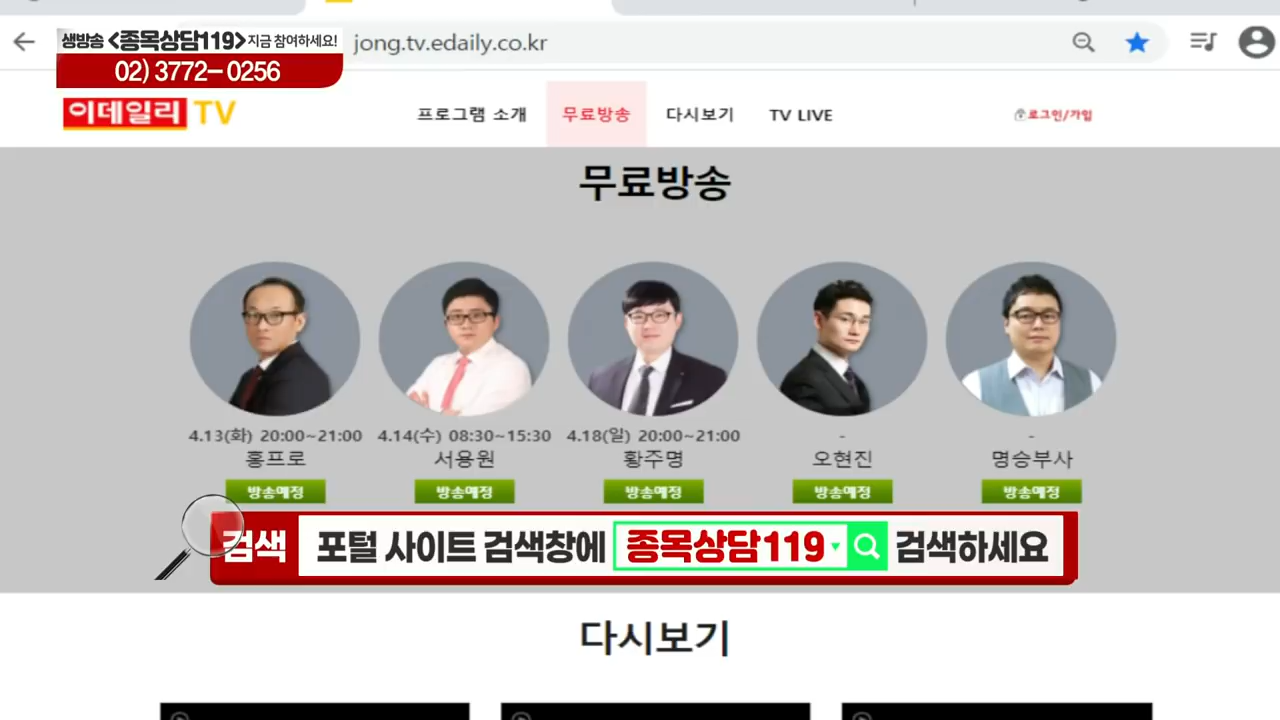 생방송 <종목상담119> 지금 참여하세요!
02) 3772-0256
jong.tv.edaily.co.kr
이데일리 TV
프로그램 소개
무료방송
다시보기
TV LIVE
로그인/가입
무료방송
4.13(화) 20:00~21:00
홍프로
방송예정
4.14(수) 08:30~15:30
서용원
방송예정
4.18(일) 20:00~21:00
황주명
방송예정
-
오현진
방송예정
-
명승부사
방송예정
검색 포털 사이트 검색창에 종목상담119 검색하세요
다시보기